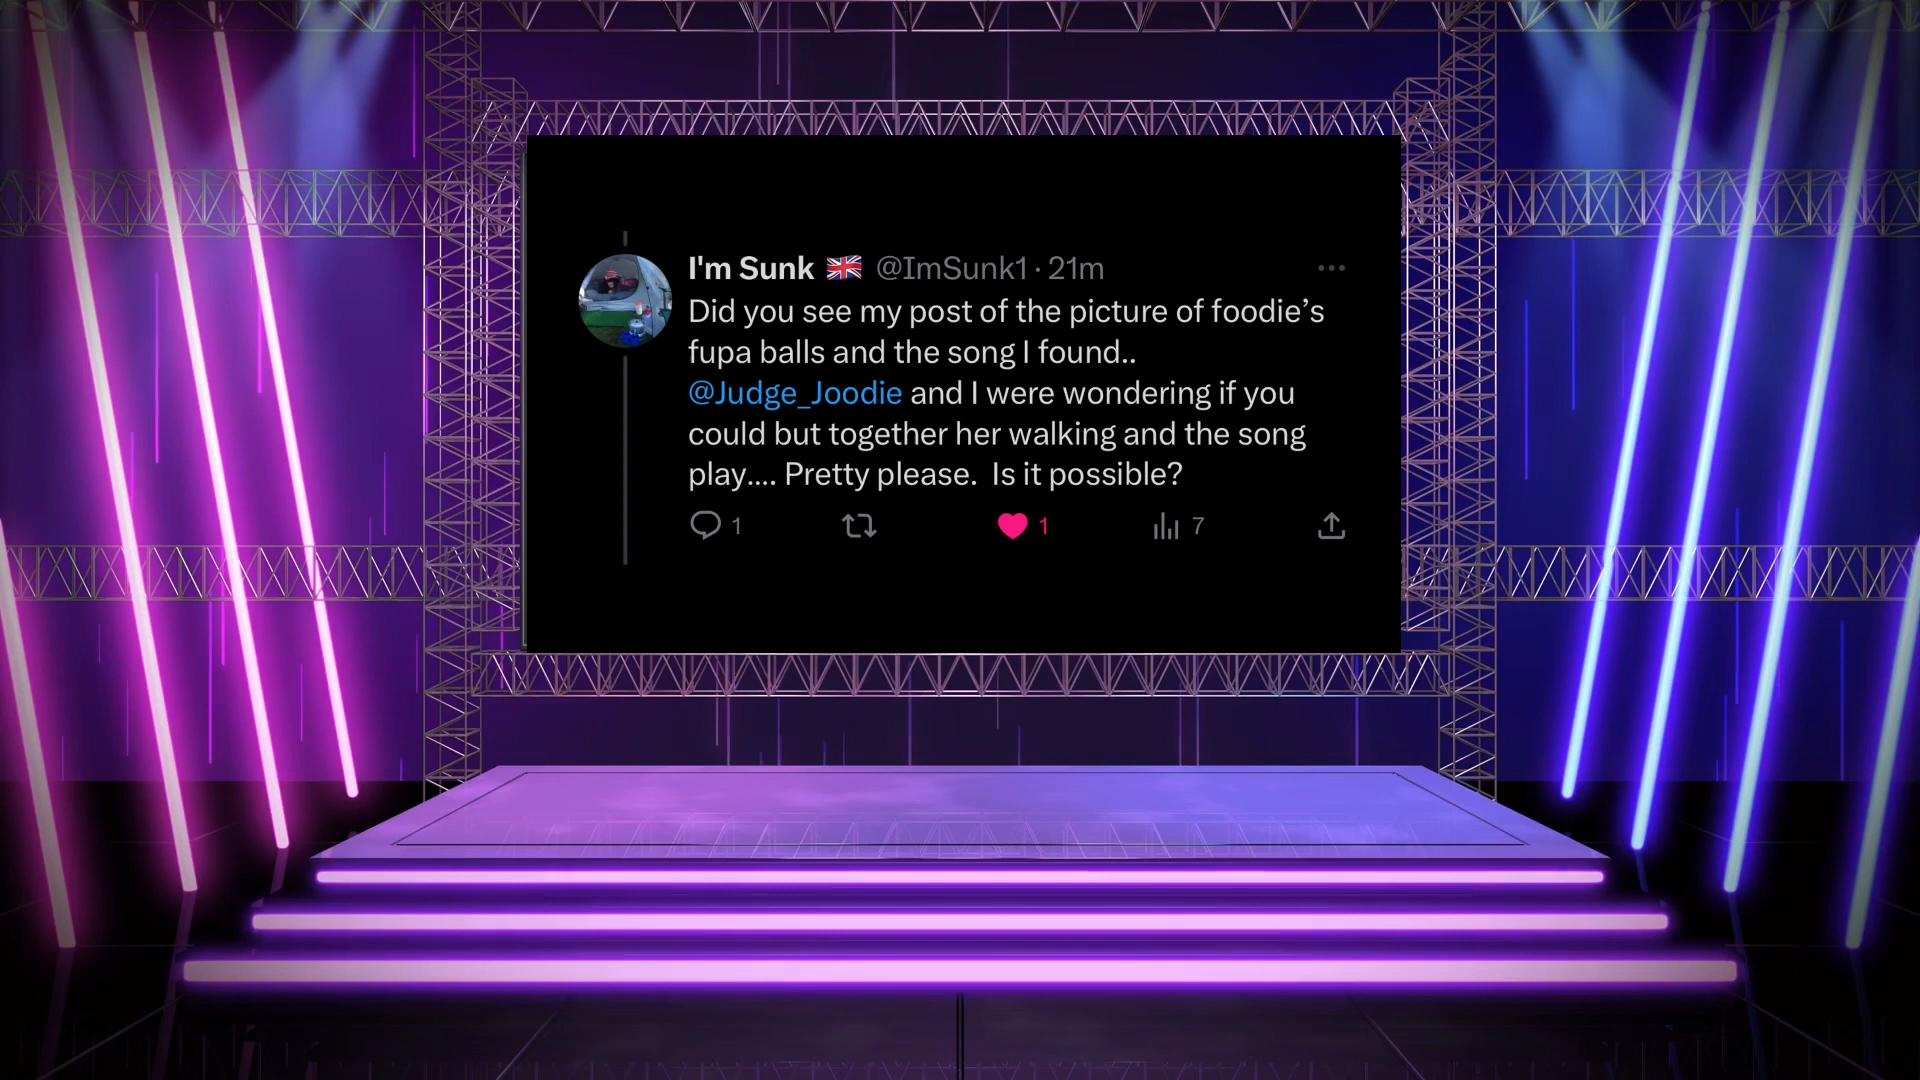 I'm Sunk 🇬🇧 @ImSunk1 · 21m
Did you see my post of the picture of foodie’s
fupa balls and the song I found..
@Judge_Joodie and I were wondering if you
could but together her walking and the song
play.... Pretty please.  Is it possible?
1 1 7